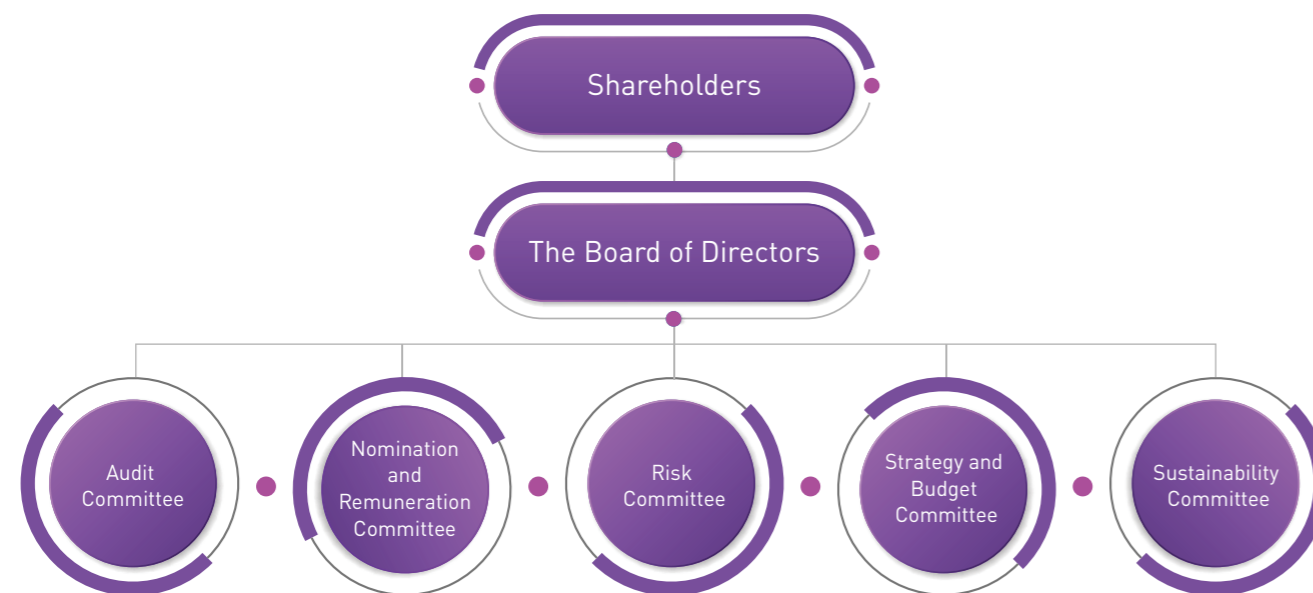 Shareholders
The Board of Directors
Audit
Committee
Nomination
and
Remuneration
Committee
Risk
Committee
Strategy and
Budget
Committee
Sustainability
Committee